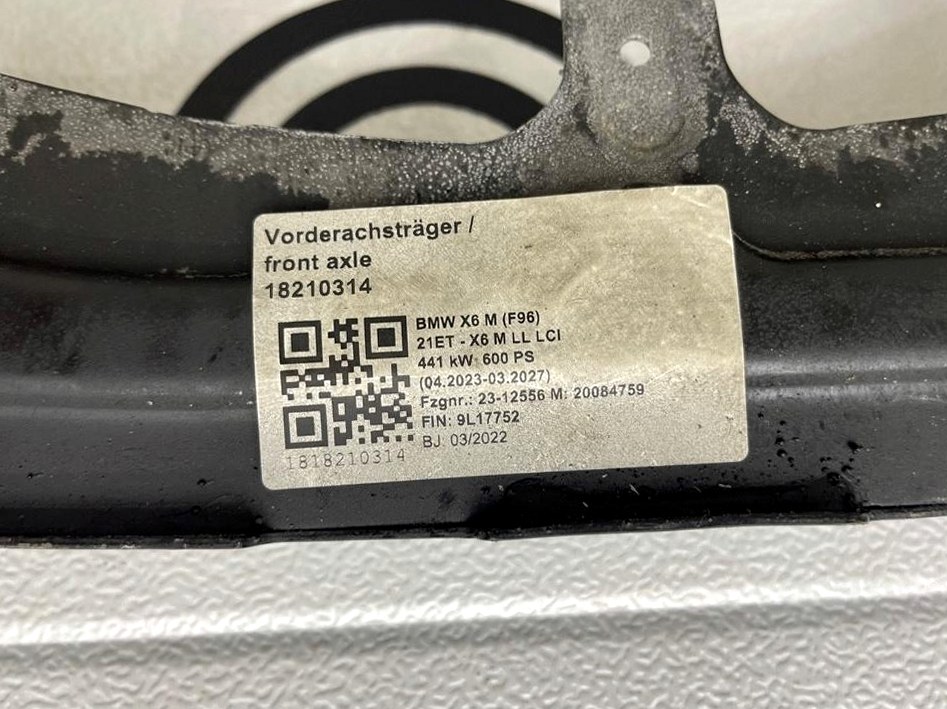 Vorderachsträger /
front axle
18210314
BMW X6 M (F96)
21ET - X6 M LL LCI
441 kW 600 PS
(04.2023-03.2027)
Fzgnr.: 23-12556 M: 20084759
FIN: 9L17752
BJ: 03/2022
1818210314